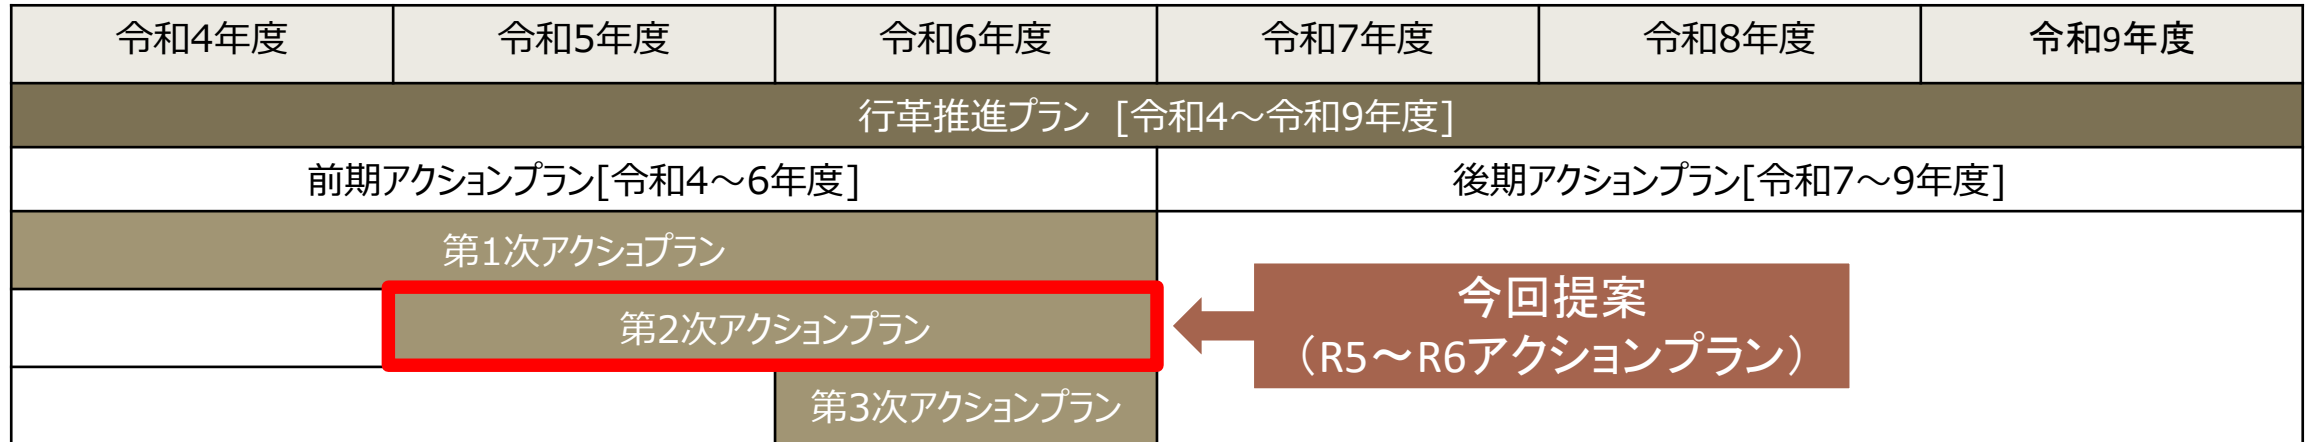 令和4年度 令和5年度 令和6年度 令和7年度 令和8年度 令和9年度
行革推進プラン [令和4～令和9年度]
前期アクションプラン[令和4～6年度] 後期アクションプラン[令和7～9年度]
第1次アクショプラン
第2次アクションプラン
今回提案
（R5～R6アクションプラン）
第3次アクションプラン